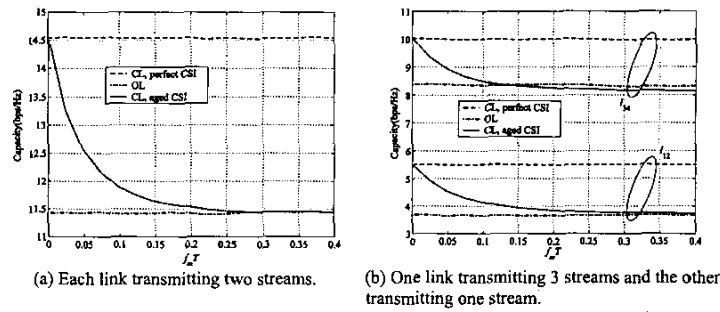 15
14.5
14
13.5
13
12.5
12
11.5
11
0 0.05 0.1 0.15 0.2 0.25 0.3 0.35 0.4
Capacity(bps/Hz)
f_mT
CL, perfect CSI
OL
CL, aged CSI
(a) Each link transmitting two streams.
11
10
9
8
7
6
5
4
3
0 0.05 0.1 0.15 0.2 0.25 0.3 0.35 0.4
Capacity(bps/Hz)
f_mT
CL, perfect CSI
OL
CL, aged CSI
l_34
l_12
(b) One link transmitting 3 streams and the other
transmitting one stream.